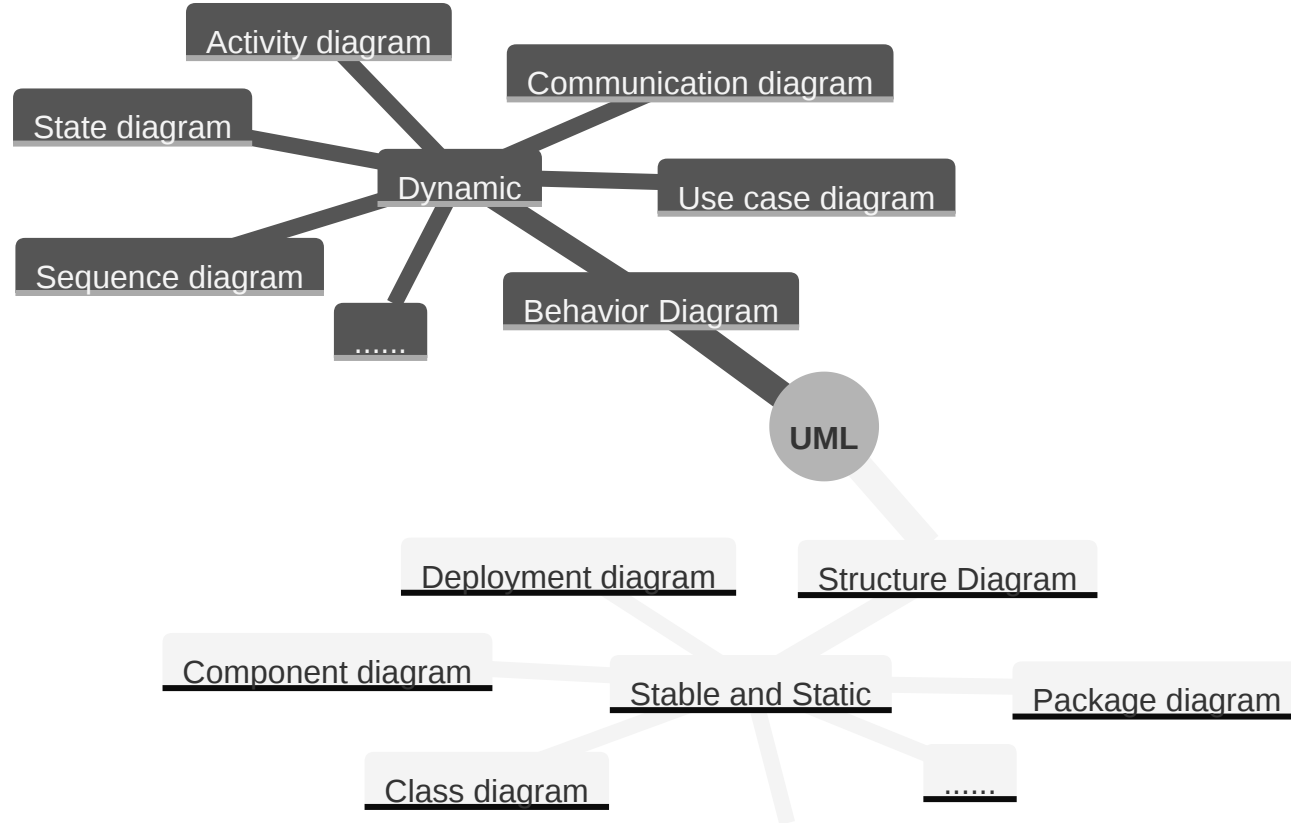 Activity diagram
Communication diagram
State diagram
Dynamic
Use case diagram
Sequence diagram
Behavior Diagram
......
UML
Deployment diagram
Structure Diagram
Component diagram
Stable and Static
Package diagram
Class diagram
......